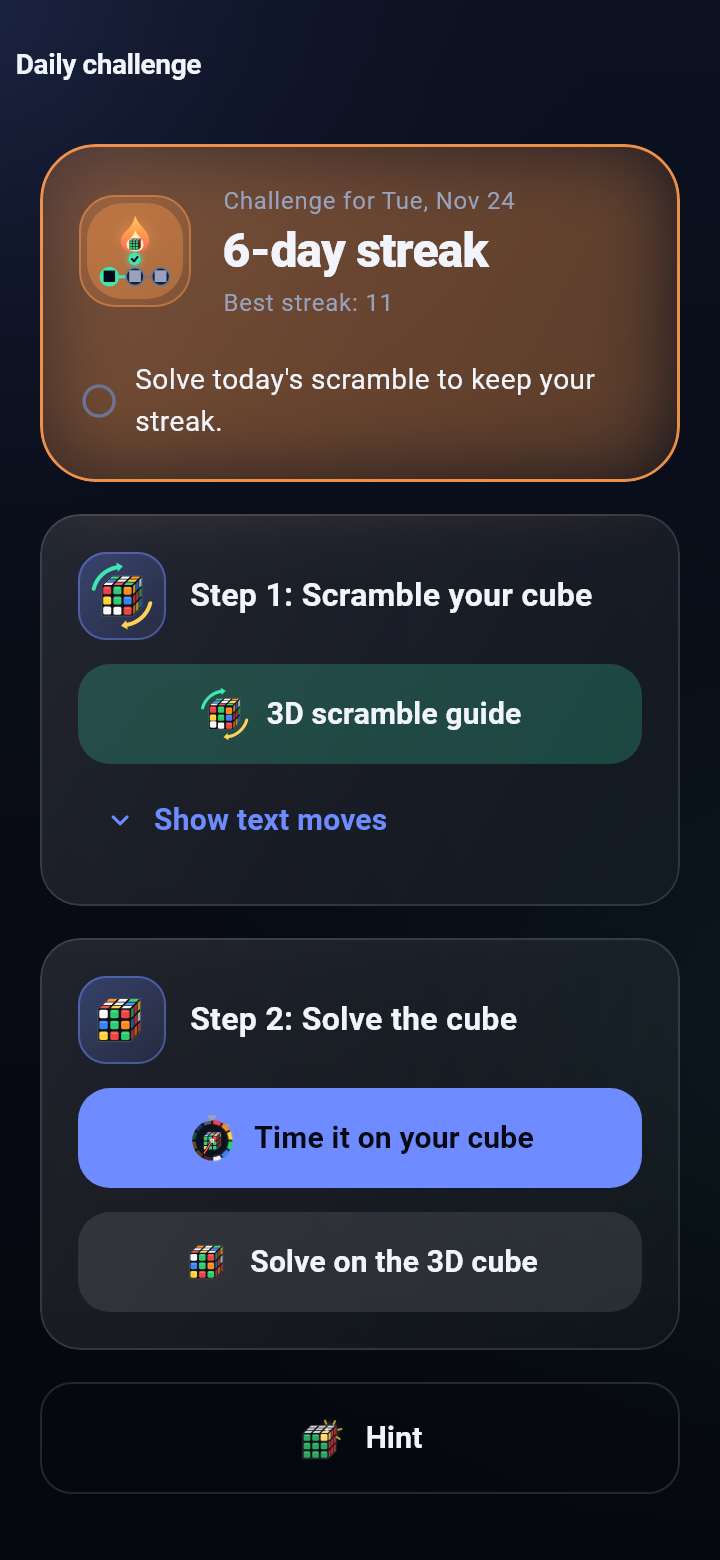 Daily challenge
Challenge for Tue, Nov 24
6-day streak
Best streak: 11
Solve today's scramble to keep your
streak.
Step 1: Scramble your cube
3D scramble guide
Show text moves
Step 2: Solve the cube
Time it on your cube
Solve on the 3D cube
Hint